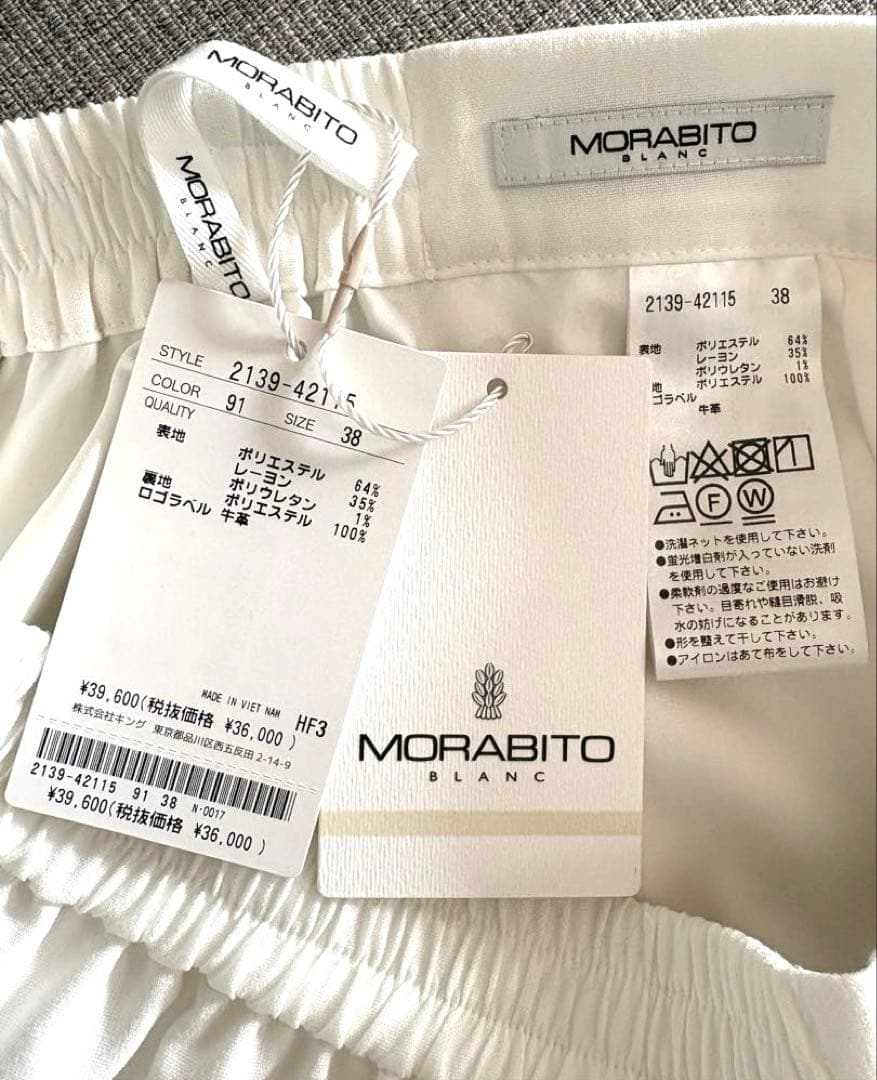 MORABITO
BLANC
MORABITO
BLANC
MORABITO
BLANC
STYLE 2139-42115
COLOR 91 SIZE 38
QUALITY
表地 ポリエステル 64%
レーヨン 35%
ポリウレタン 1%
裏地 ポリエステル 100%
ロゴラベル 牛革
MADE IN VIET NAM
¥39,600(税抜価格 ¥36,000) HF3
株式会社キング 東京都品川区西五反田 2-14-9
2139-42115 91 38 N-0017
¥39,600(税抜価格 ¥36,000)
MORABITO
BLANC
2139-42115 38
表地 ポリエステル 64%
レーヨン 35%
ポリウレタン 1%
地 ポリエステル 100%
ゴラベル
牛革
F W
●洗濯ネットを使用して下さい。
●蛍光増白剤が入っていない洗剤
を使用して下さい。
●柔軟剤の過度なご使用はお避け
下さい。目寄れや縫目滑脱、吸
水の妨げになることがあります。
●形を整えて干して下さい。
●アイロンはあて布をして下さい。